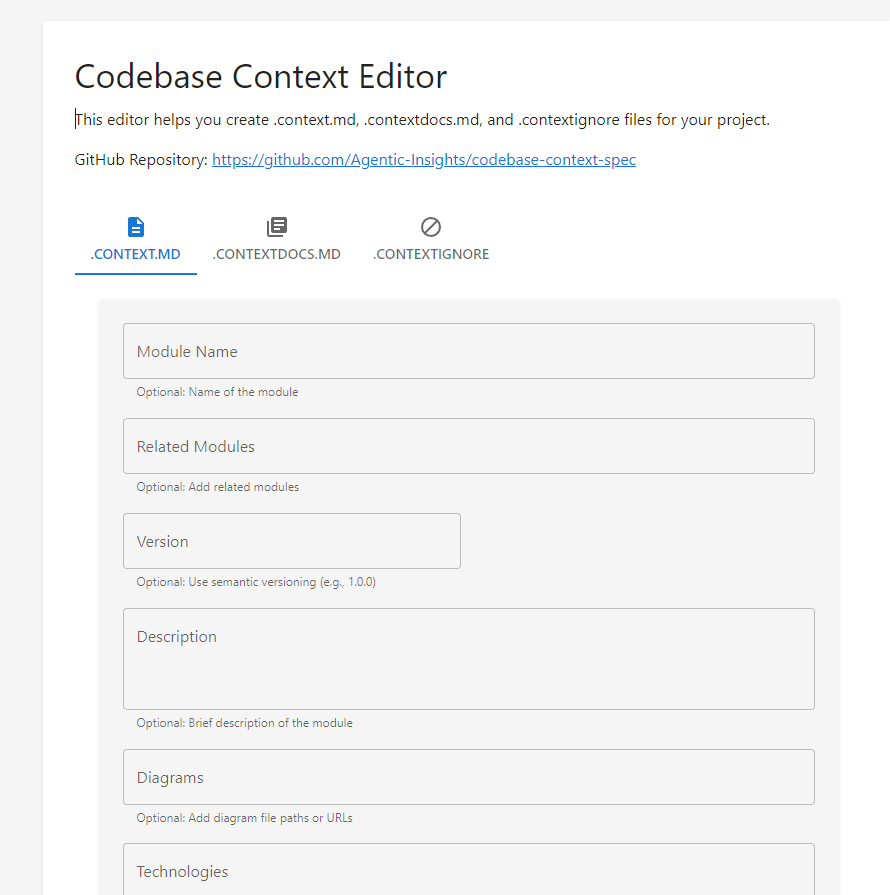 Codebase Context Editor
This editor helps you create .context.md, .contextdocs.md, and .contextignore files for your project.
GitHub Repository: https://github.com/Agentic-Insights/codebase-context-spec
.CONTEXT.MD
.CONTEXTDOCS.MD
.CONTEXTIGNORE
Module Name
Optional: Name of the module
Related Modules
Optional: Add related modules
Version
Optional: Use semantic versioning (e.g., 1.0.0)
Description
Optional: Brief description of the module
Diagrams
Optional: Add diagram file paths or URLs
Technologies